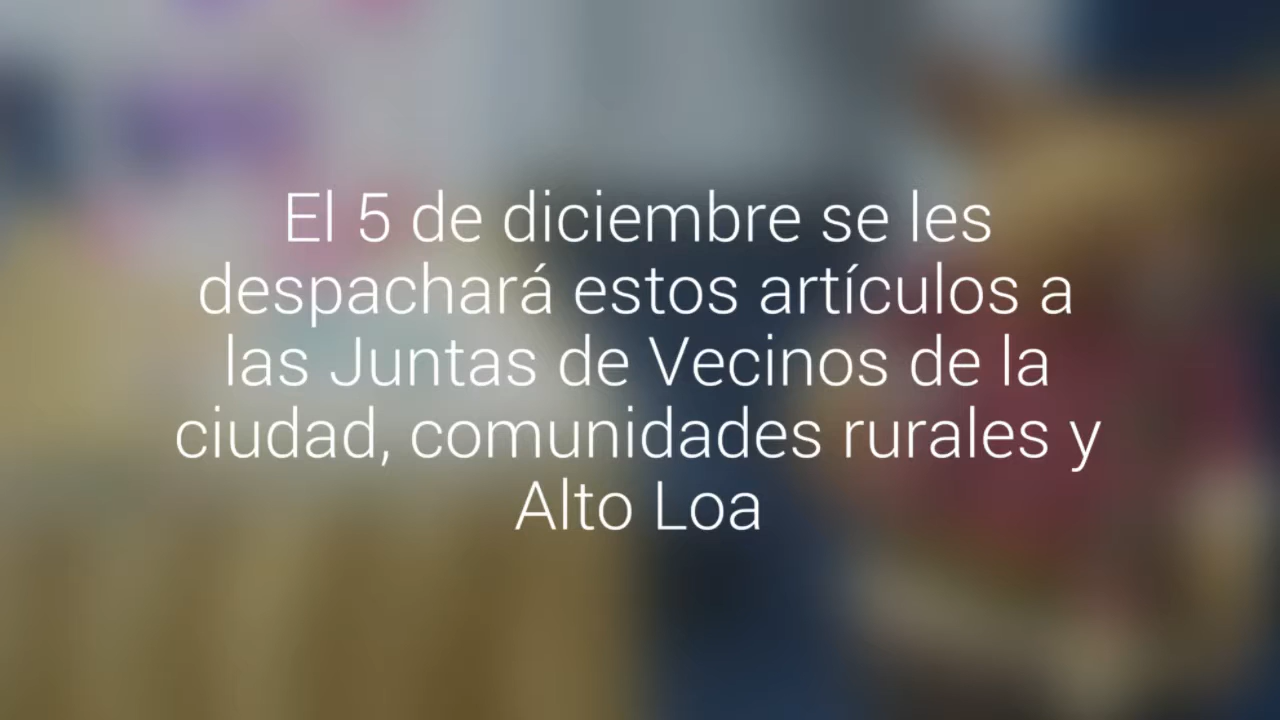 El 5 de diciembre se les
despachará estos artículos a
las Juntas de Vecinos de la
ciudad, comunidades rurales y
Alto Loa